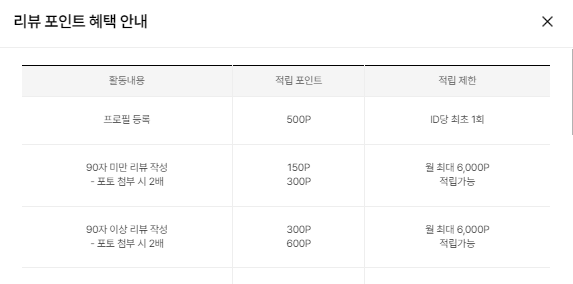 리뷰 포인트 혜택 안내
활동내용 적립 포인트 적립 제한
프로필 등록 500P ID당 최초 1회
90자 미만 리뷰 작성 150P 월 최대 6,000P
- 포토 첨부 시 2배 300P 적립가능
90자 이상 리뷰 작성 300P 월 최대 6,000P
- 포토 첨부 시 2배 600P 적립가능